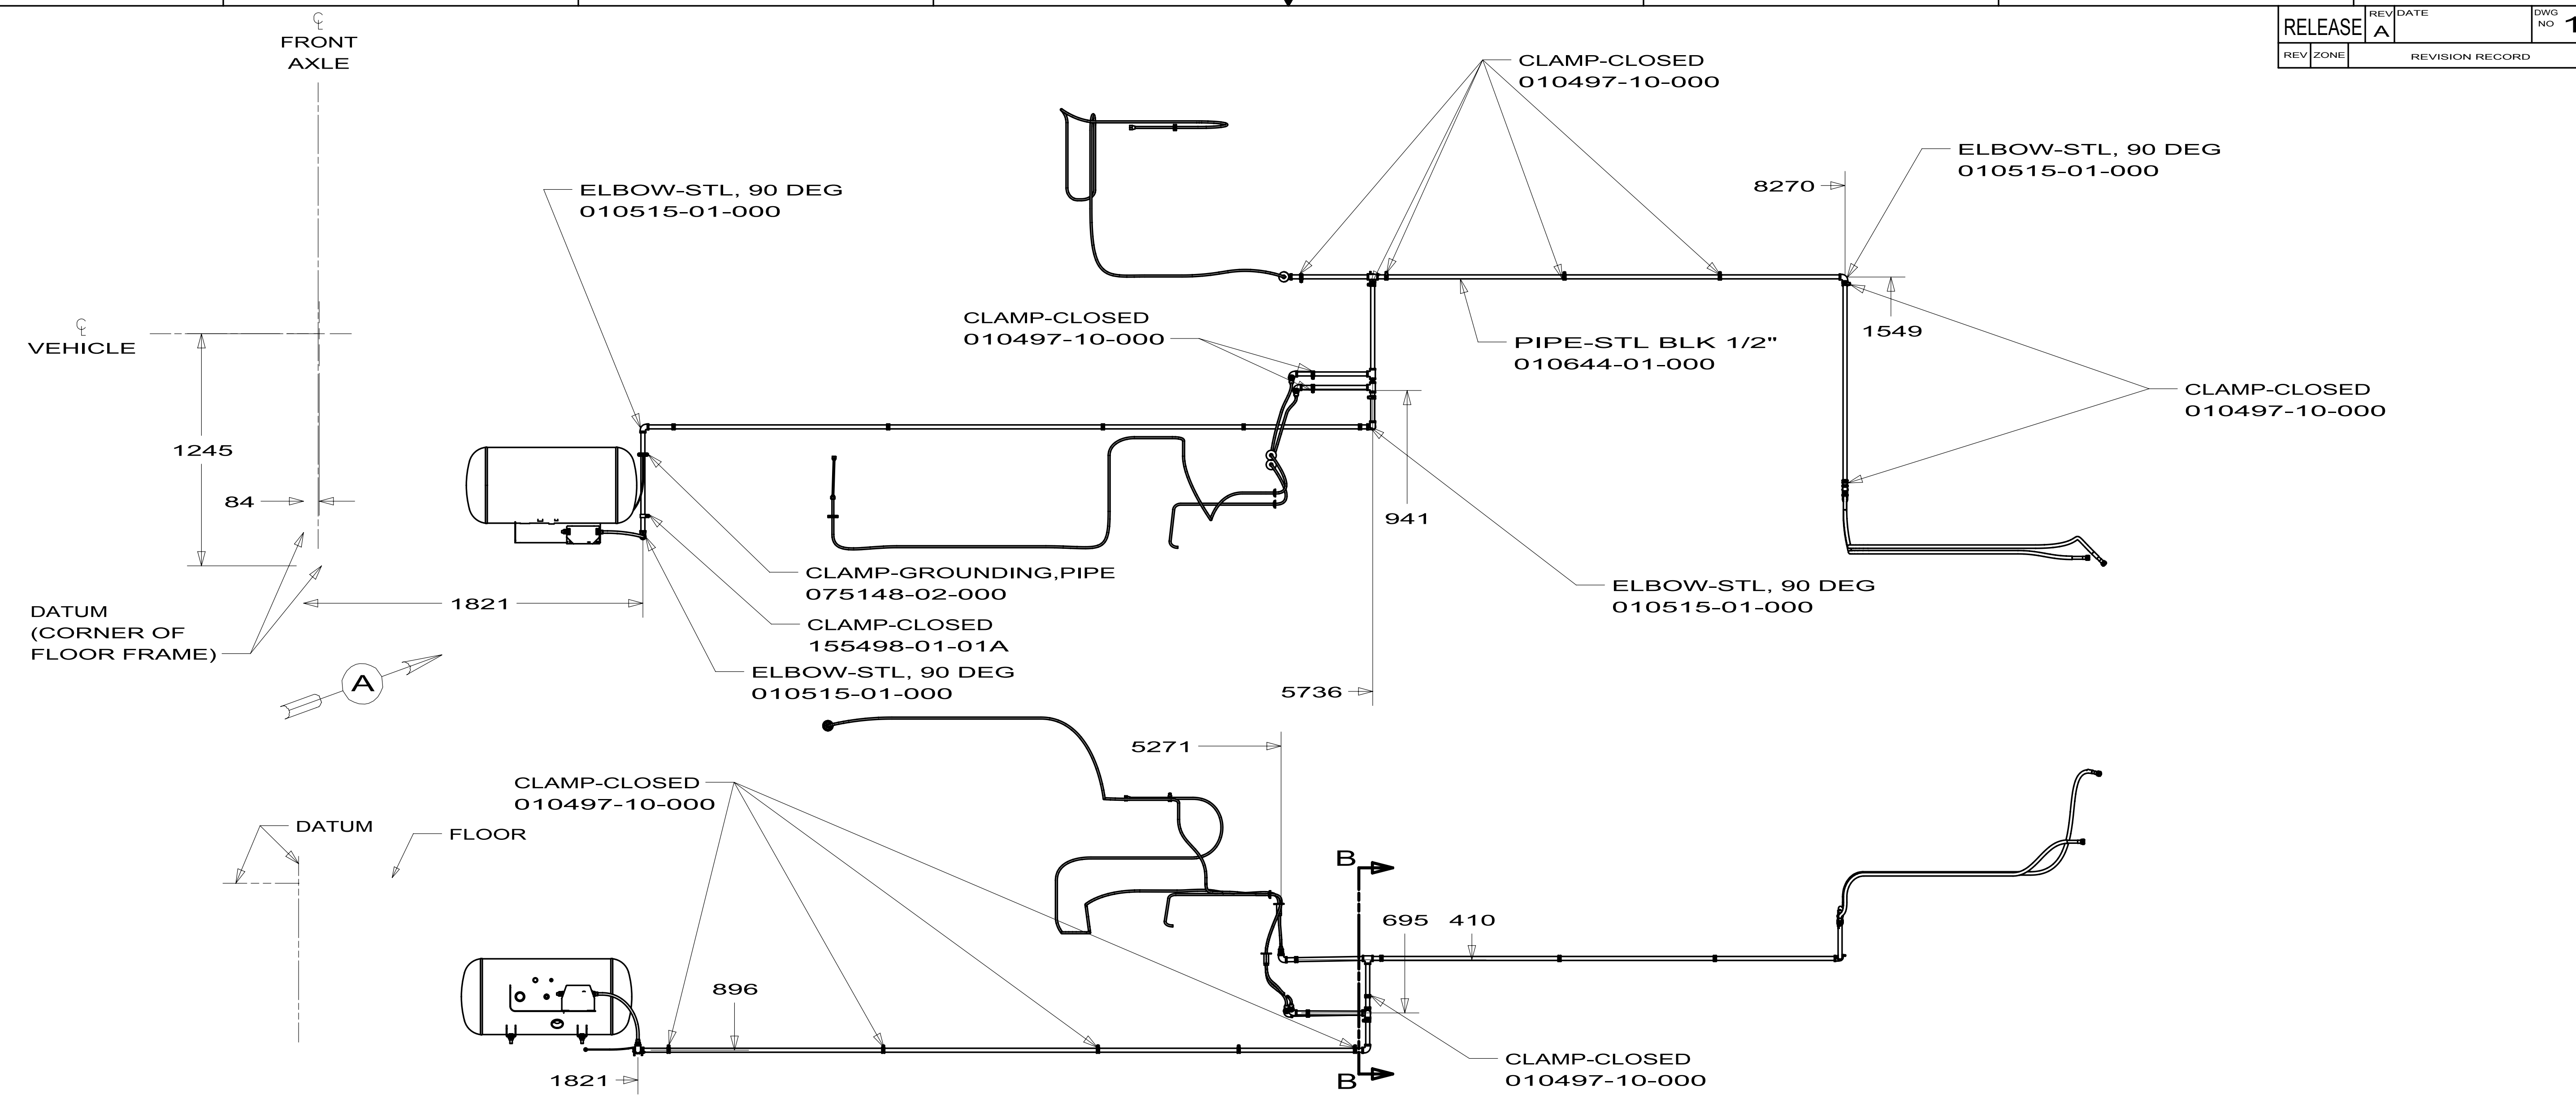 RELEASE
REV
A
DATE
DWG
NO
1
REV
ZONE
REVISION RECORD
℄
FRONT
AXLE
CLAMP-CLOSED
010497-10-000
ELBOW-STL, 90 DEG
010515-01-000
8270
ELBOW-STL, 90 DEG
010515-01-000
℄
VEHICLE
CLAMP-CLOSED
010497-10-000
1549
PIPE-STL BLK 1/2"
010644-01-000
CLAMP-CLOSED
010497-10-000
1245
84
941
CLAMP-GROUNDING,PIPE
075148-02-000
ELBOW-STL, 90 DEG
010515-01-000
1821
DATUM
(CORNER OF
FLOOR FRAME)
CLAMP-CLOSED
155498-01-01A
ELBOW-STL, 90 DEG
010515-01-000
A
5736
5271
CLAMP-CLOSED
010497-10-000
DATUM
FLOOR
B
695
410
896
CLAMP-CLOSED
010497-10-000
1821
B